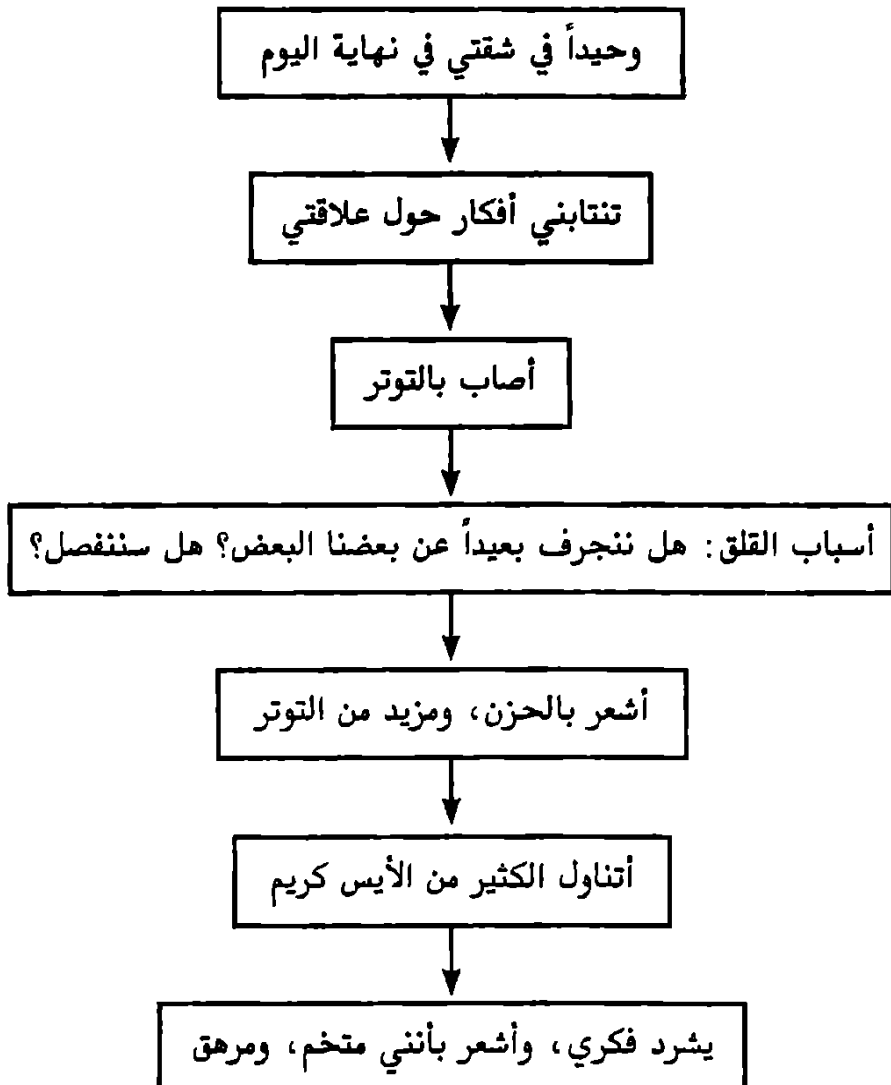 وحيداً في شقتي في نهاية اليوم
تنتابني أفكار حول علاقتي
أصاب بالتوتر
أسباب القلق: هل ننجرف بعيداً عن بعضنا البعض؟ هل سننفصل؟
أشعر بالحزن، ومزيد من التوتر
أتناول الكثير من الأيس كريم
يشرد فكري، وأشعر بأنني متخم، ومرهق